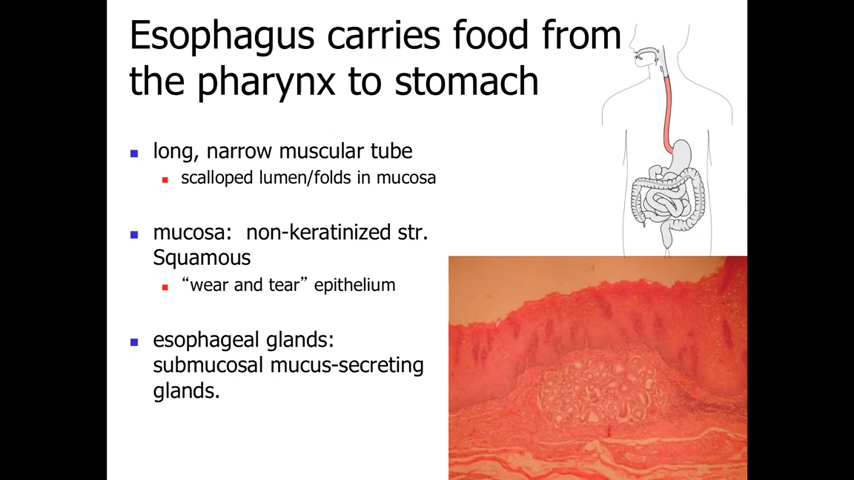 Esophagus carries food from
the pharynx to stomach
long, narrow muscular tube
scalloped lumen/folds in mucosa
mucosa:  non-keratinized str.
Squamous
“wear and tear” epithelium
esophageal glands:
submucosal mucus-secreting
glands.